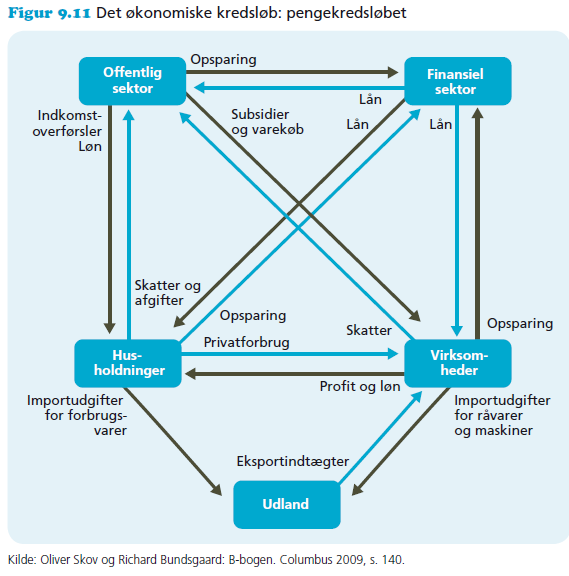 Figur 9.11 Det økonomiske kredsløb: pengekredsløbet
Offentlig
sektor
Opsparing
Lån
Finansiel
sektor
Indkomst-
overførsler
Løn
Subsidier
og varekøb
Lån
Lån
Skatter og
afgifter
Opsparing
Skatter
Opsparing
Hus-
holdninger
Privatforbrug
Profit og løn
Virksom-
heder
Importudgifter
for forbrugs-
varer
Importudgifter
for råvarer
og maskiner
Eksportindtægter
Udland
Kilde: Oliver Skov og Richard Bundsgaard: B-bogen. Columbus 2009, s. 140.